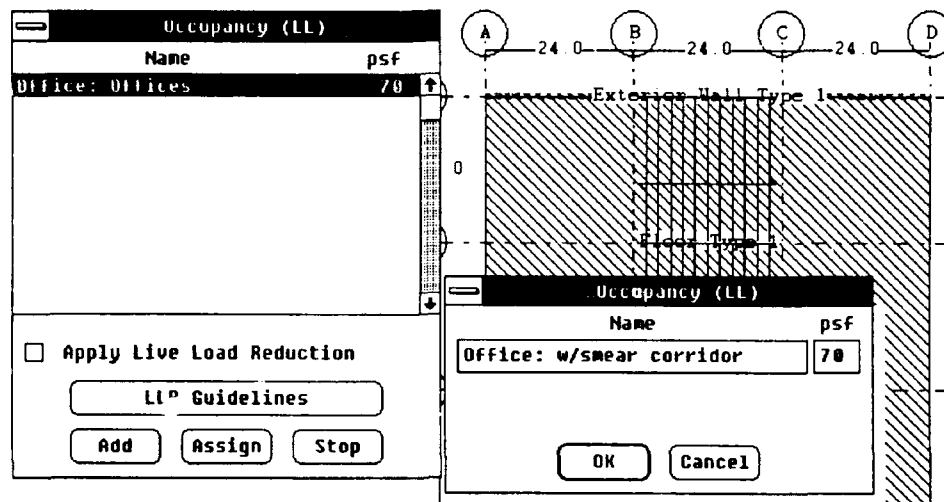 Occupancy (LL)
Name psf
Office: Offices 70
Apply Live Load Reduction
LLR Guidelines
Add Assign Stop
A B C D
24.0 24.0 24.0
Exterior Wall Type 1
0
Floor Type 1
Occupancy (LL)
Name psf
Office: w/smear corridor 70
OK Cancel